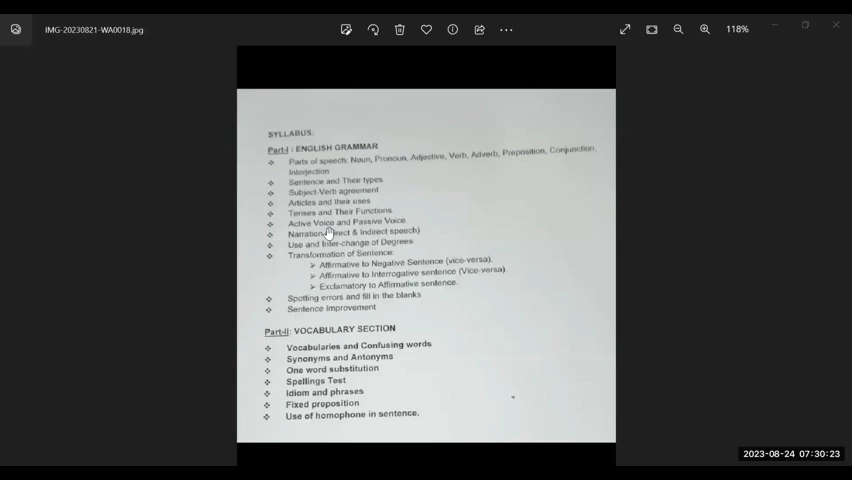 IMG-20230821-WA0018.jpg
118%
SYLLABUS:
Part-I : ENGLISH GRAMMAR
Parts of speech: Noun, Pronoun, Adjective, Verb, Adverb, Preposition, Conjunction,
Interjection
Sentence and Their types
Subject-Verb agreement
Articles and their uses
Tenses and Their Functions.
Active Voice and Passive Voice
Narration direct & Indirect speech)
Use and Inter-change of Degrees.
Transformation of Sentence:
Affirmative to Negative Sentence (vice-versa).
Affirmative to Interrogative sentence (Vice-versa).
Exclamatory to Affirmative sentence.
Spotting errors and fill in the blanks
Sentence Improvement
Part-II: VOCABULARY SECTION
Vocabularies and Confusing words
Synonyms and Antonyms
One word substitution
Spellings Test
Idiom and phrases
Fixed preposition
Use of homophone in sentence.
2023-08-24 07:30:23